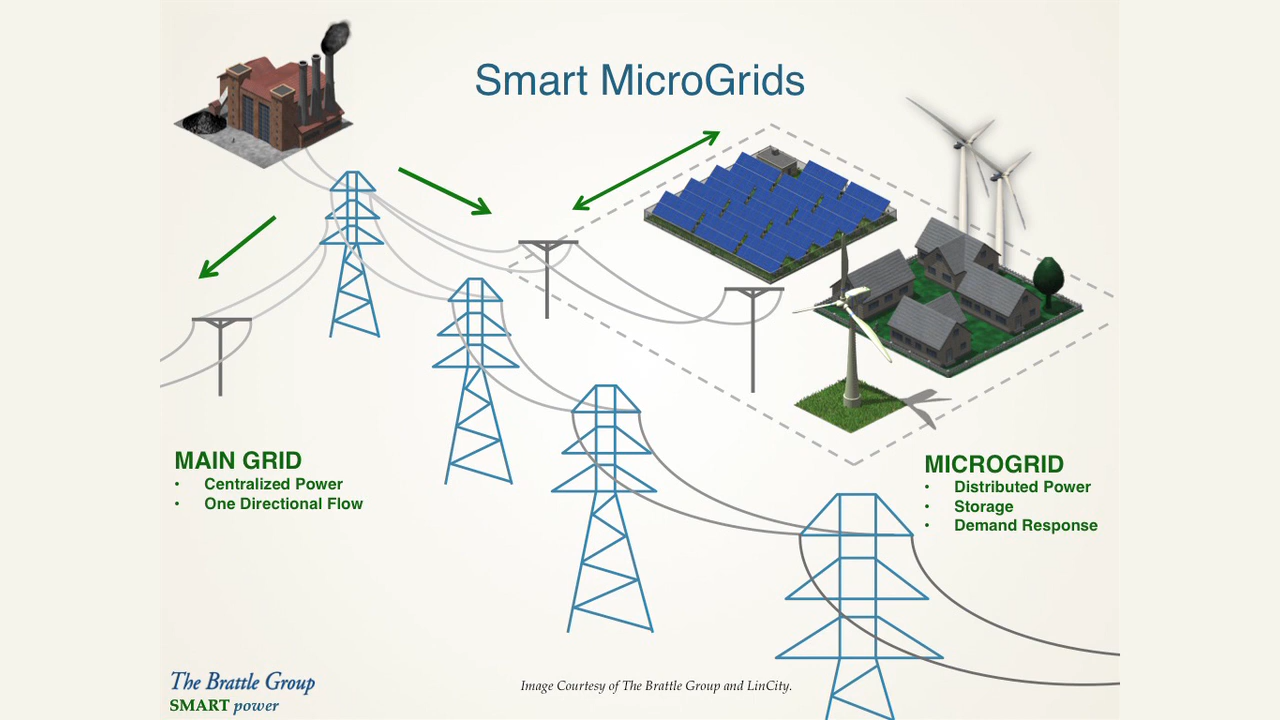 Smart MicroGrids
MAIN GRID
• Centralized Power
• One Directional Flow
MICROGRID
• Distributed Power
• Storage
• Demand Response
The Brattle Group
SMART power
Image Courtesy of The Brattle Group and LinCity.